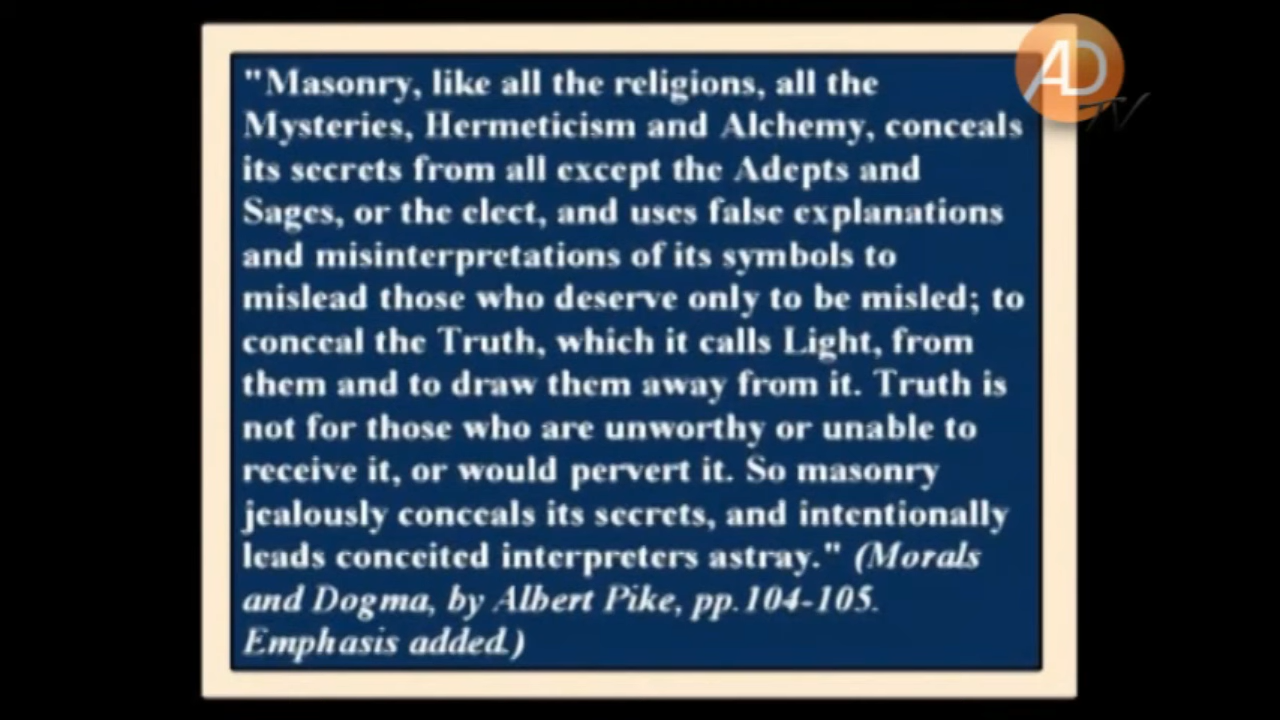 "Masonry, like all the religions, all the
Mysteries, Hermeticism and Alchemy, conceals
its secrets from all except the Adepts and
Sages, or the elect, and uses false explanations
and misinterpretations of its symbols to
mislead those who deserve only to be misled; to
conceal the Truth, which it calls Light, from
them and to draw them away from it. Truth is
not for those who are unworthy or unable to
receive it, or would pervert it. So masonry
jealously conceals its secrets, and intentionally
leads conceited interpreters astray." (Morals
and Dogma, by Albert Pike, pp.104-105.
Emphasis added.)
AD
TV